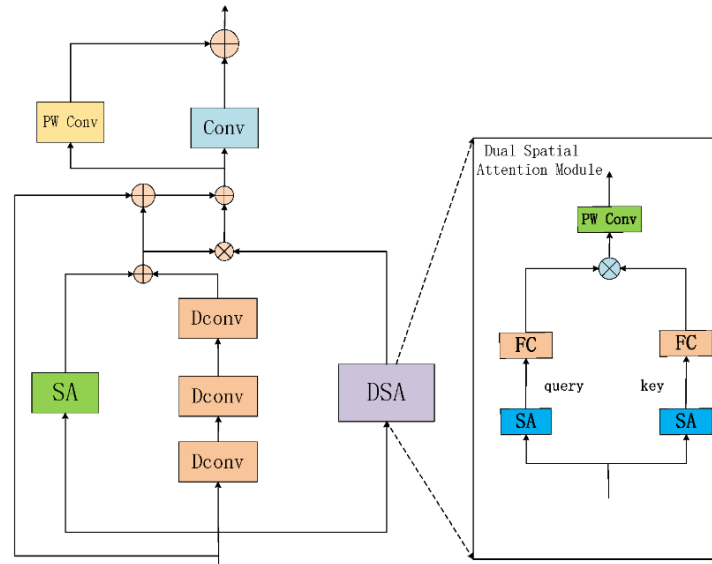 PW Conv
Conv
Dconv
SA
Dconv
DSA
Dconv
Dual Spatial
Attention Module
PW Conv
FC
FC
query
key
SA
SA